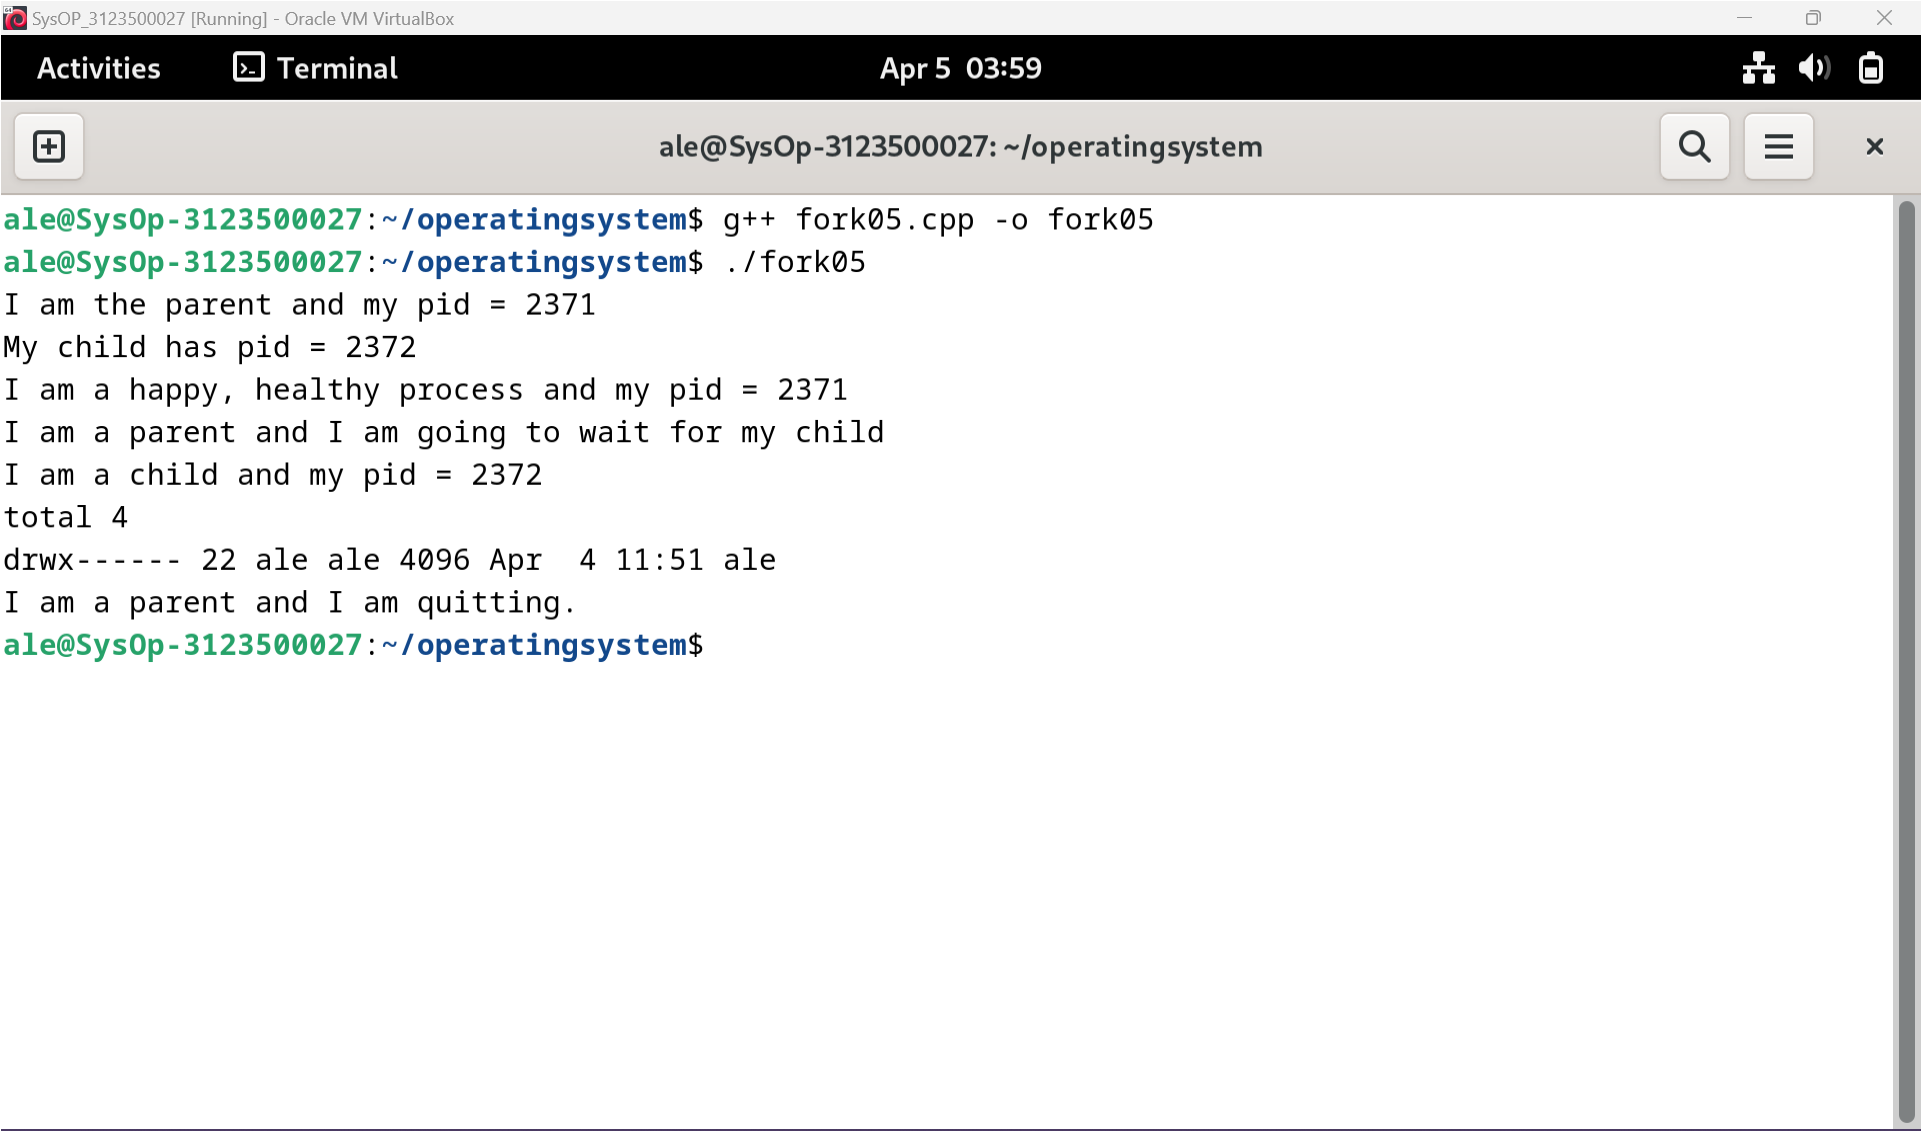 SysOP_3123500027 [Running] - Oracle VM VirtualBox
Activities Terminal Apr 5 03:59
ale@SysOp-3123500027: ~/operatingsystem
ale@SysOp-3123500027:~/operatingsystem$ g++ fork05.cpp -o fork05
ale@SysOp-3123500027:~/operatingsystem$ ./fork05
I am the parent and my pid = 2371
My child has pid = 2372
I am a happy, healthy process and my pid = 2371
I am a parent and I am going to wait for my child
I am a child and my pid = 2372
total 4
drwx------ 22 ale ale 4096 Apr  4 11:51 ale
I am a parent and I am quitting.
ale@SysOp-3123500027:~/operatingsystem$